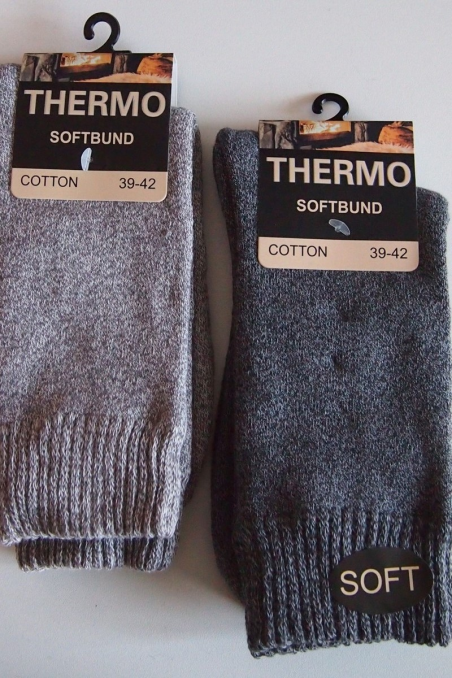 THERMO
SOFTBUND
COTTON 39-42
THERMO
SOFTBUND
COTTON 39-42
SOFT